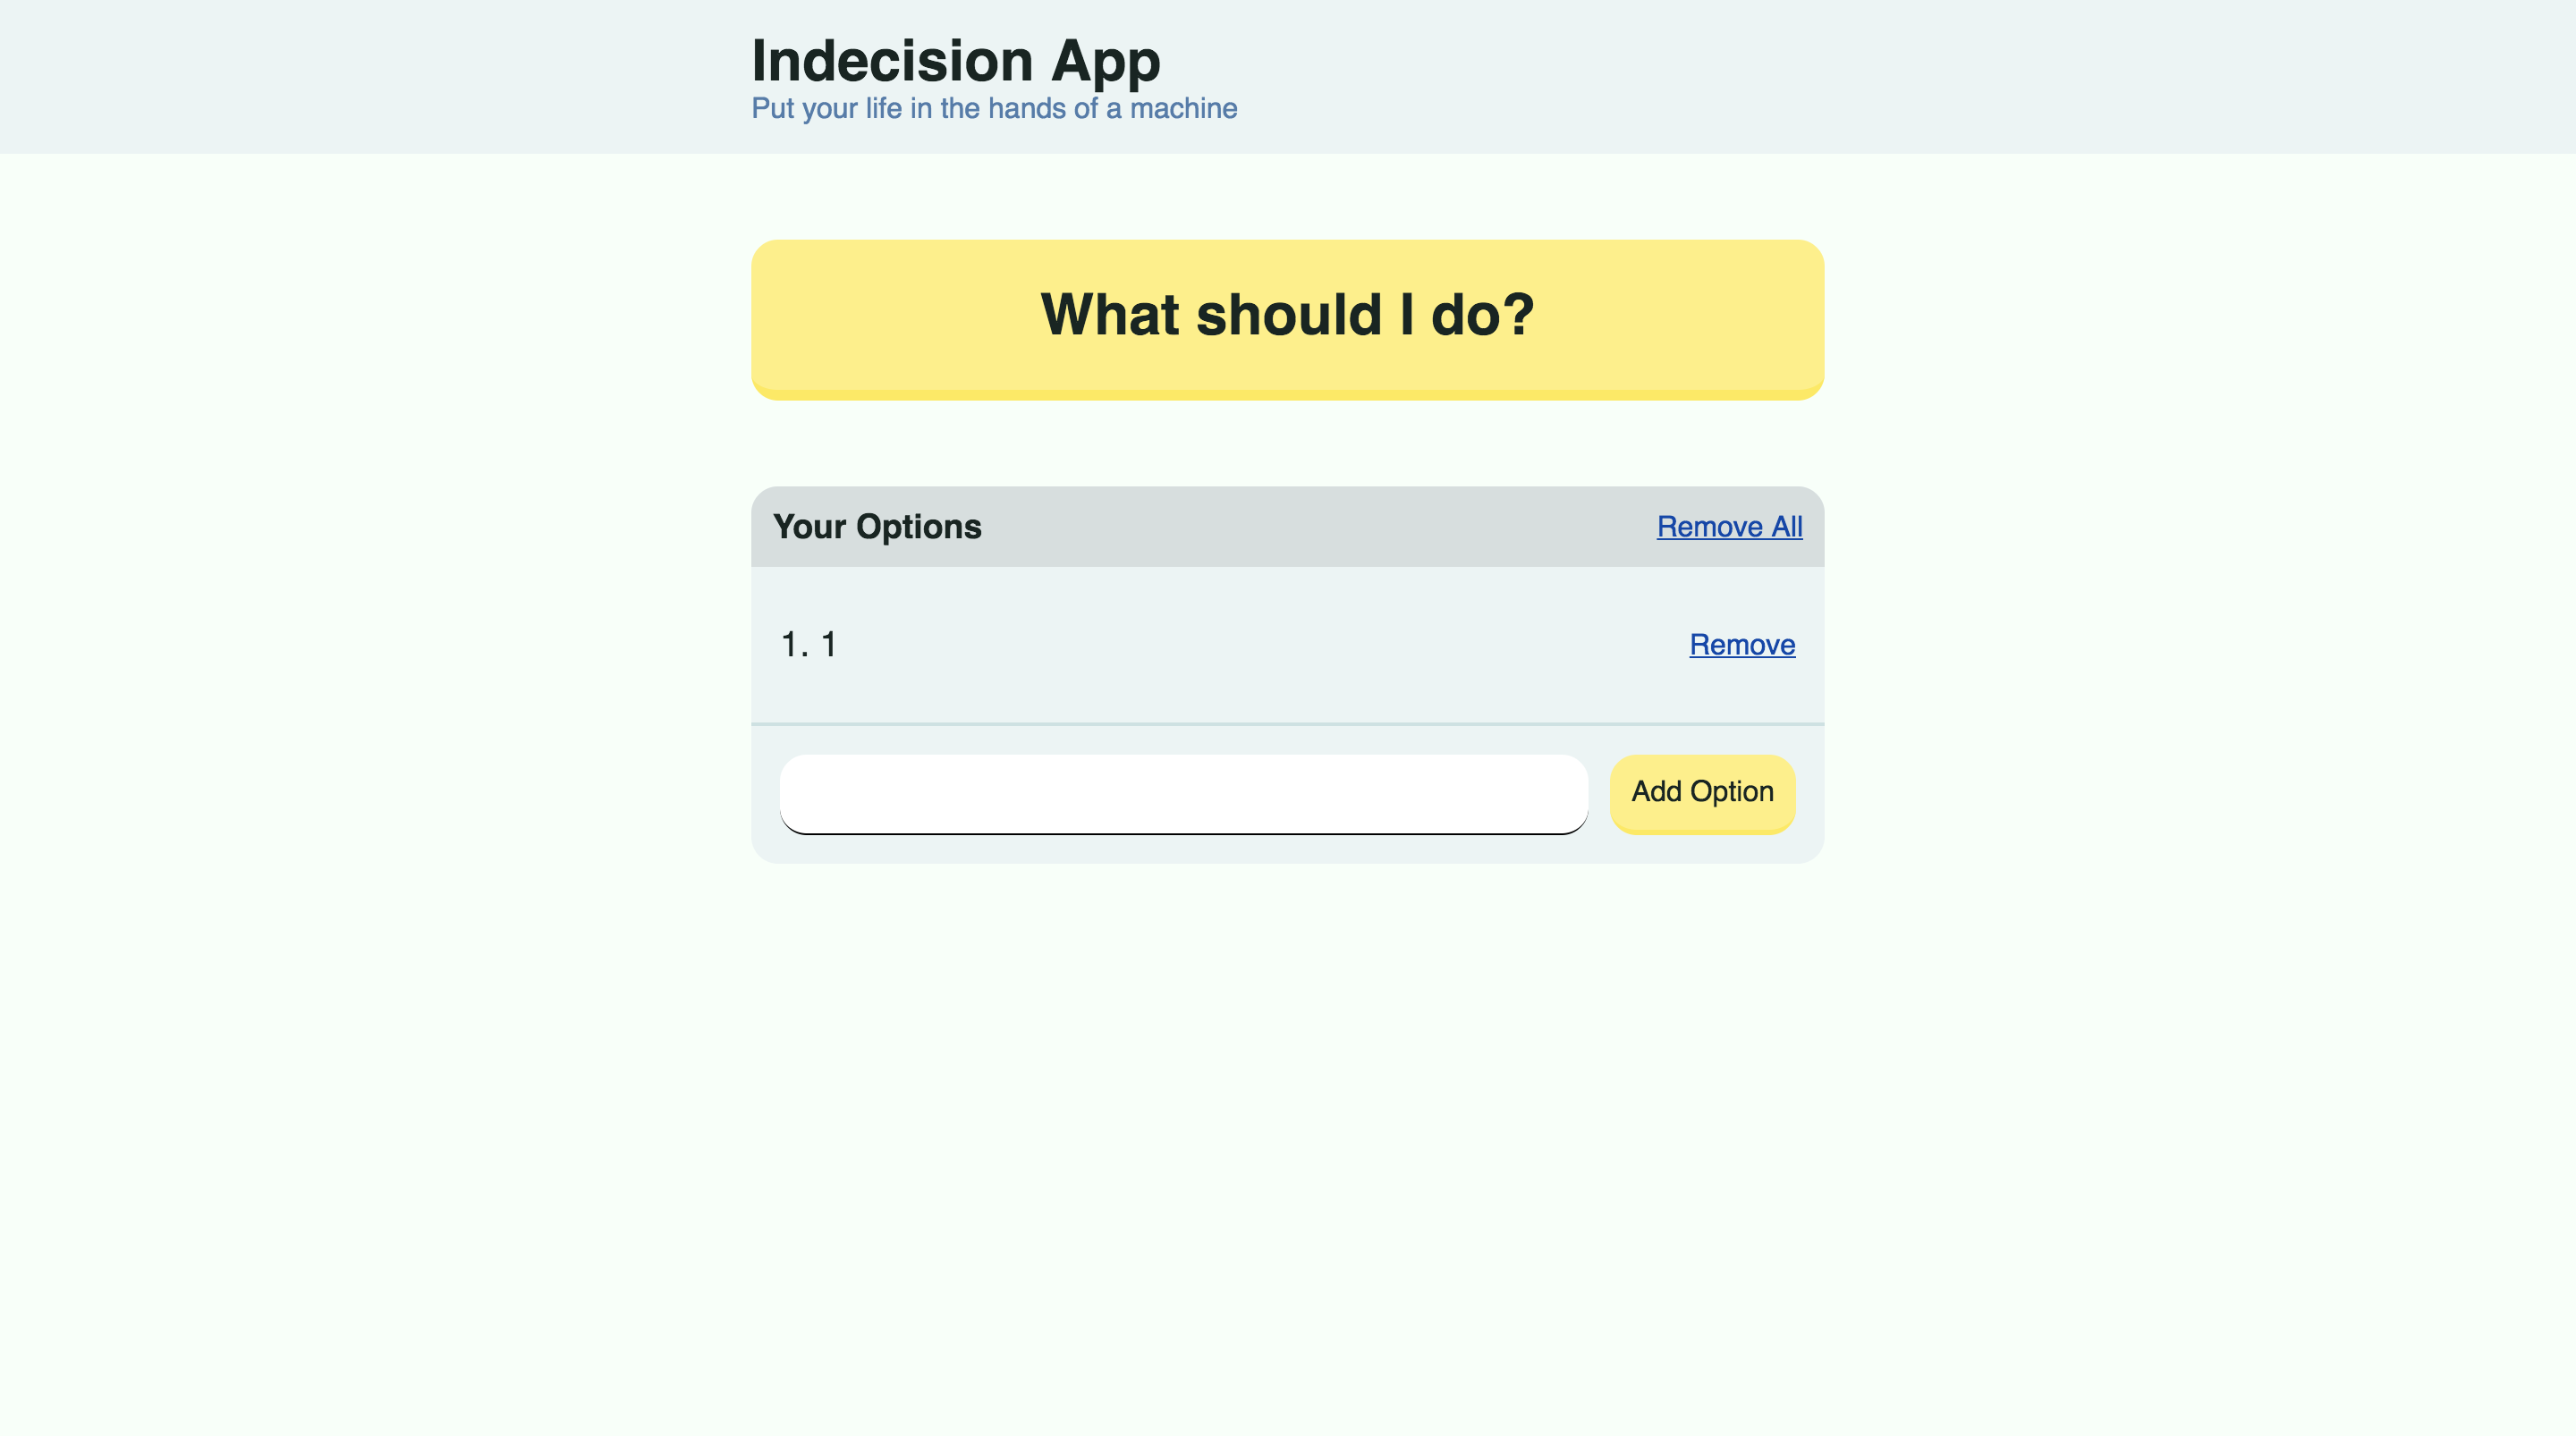 Indecision App
Put your life in the hands of a machine
What should I do?
Your Options
Remove All
1. 1
Remove
Add Option